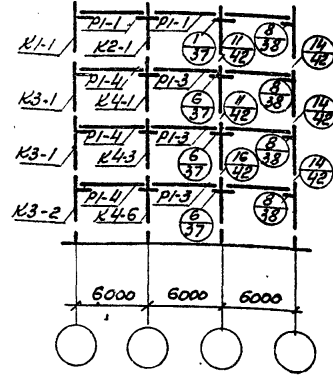 Р1-1 Р1-1
К1-1 К2-1 1/37 11/42 8/38 14/42
Р1-4 Р1-3
К3-1 К4-1 6/37 11/42 8/38 14/42
Р1-4 Р1-3
К3-1 К4-3 6/37 16/42 8/38 14/42
Р1-4 Р1-3
К3-2 К4-6 6/37 8/38
6000 6000 6000